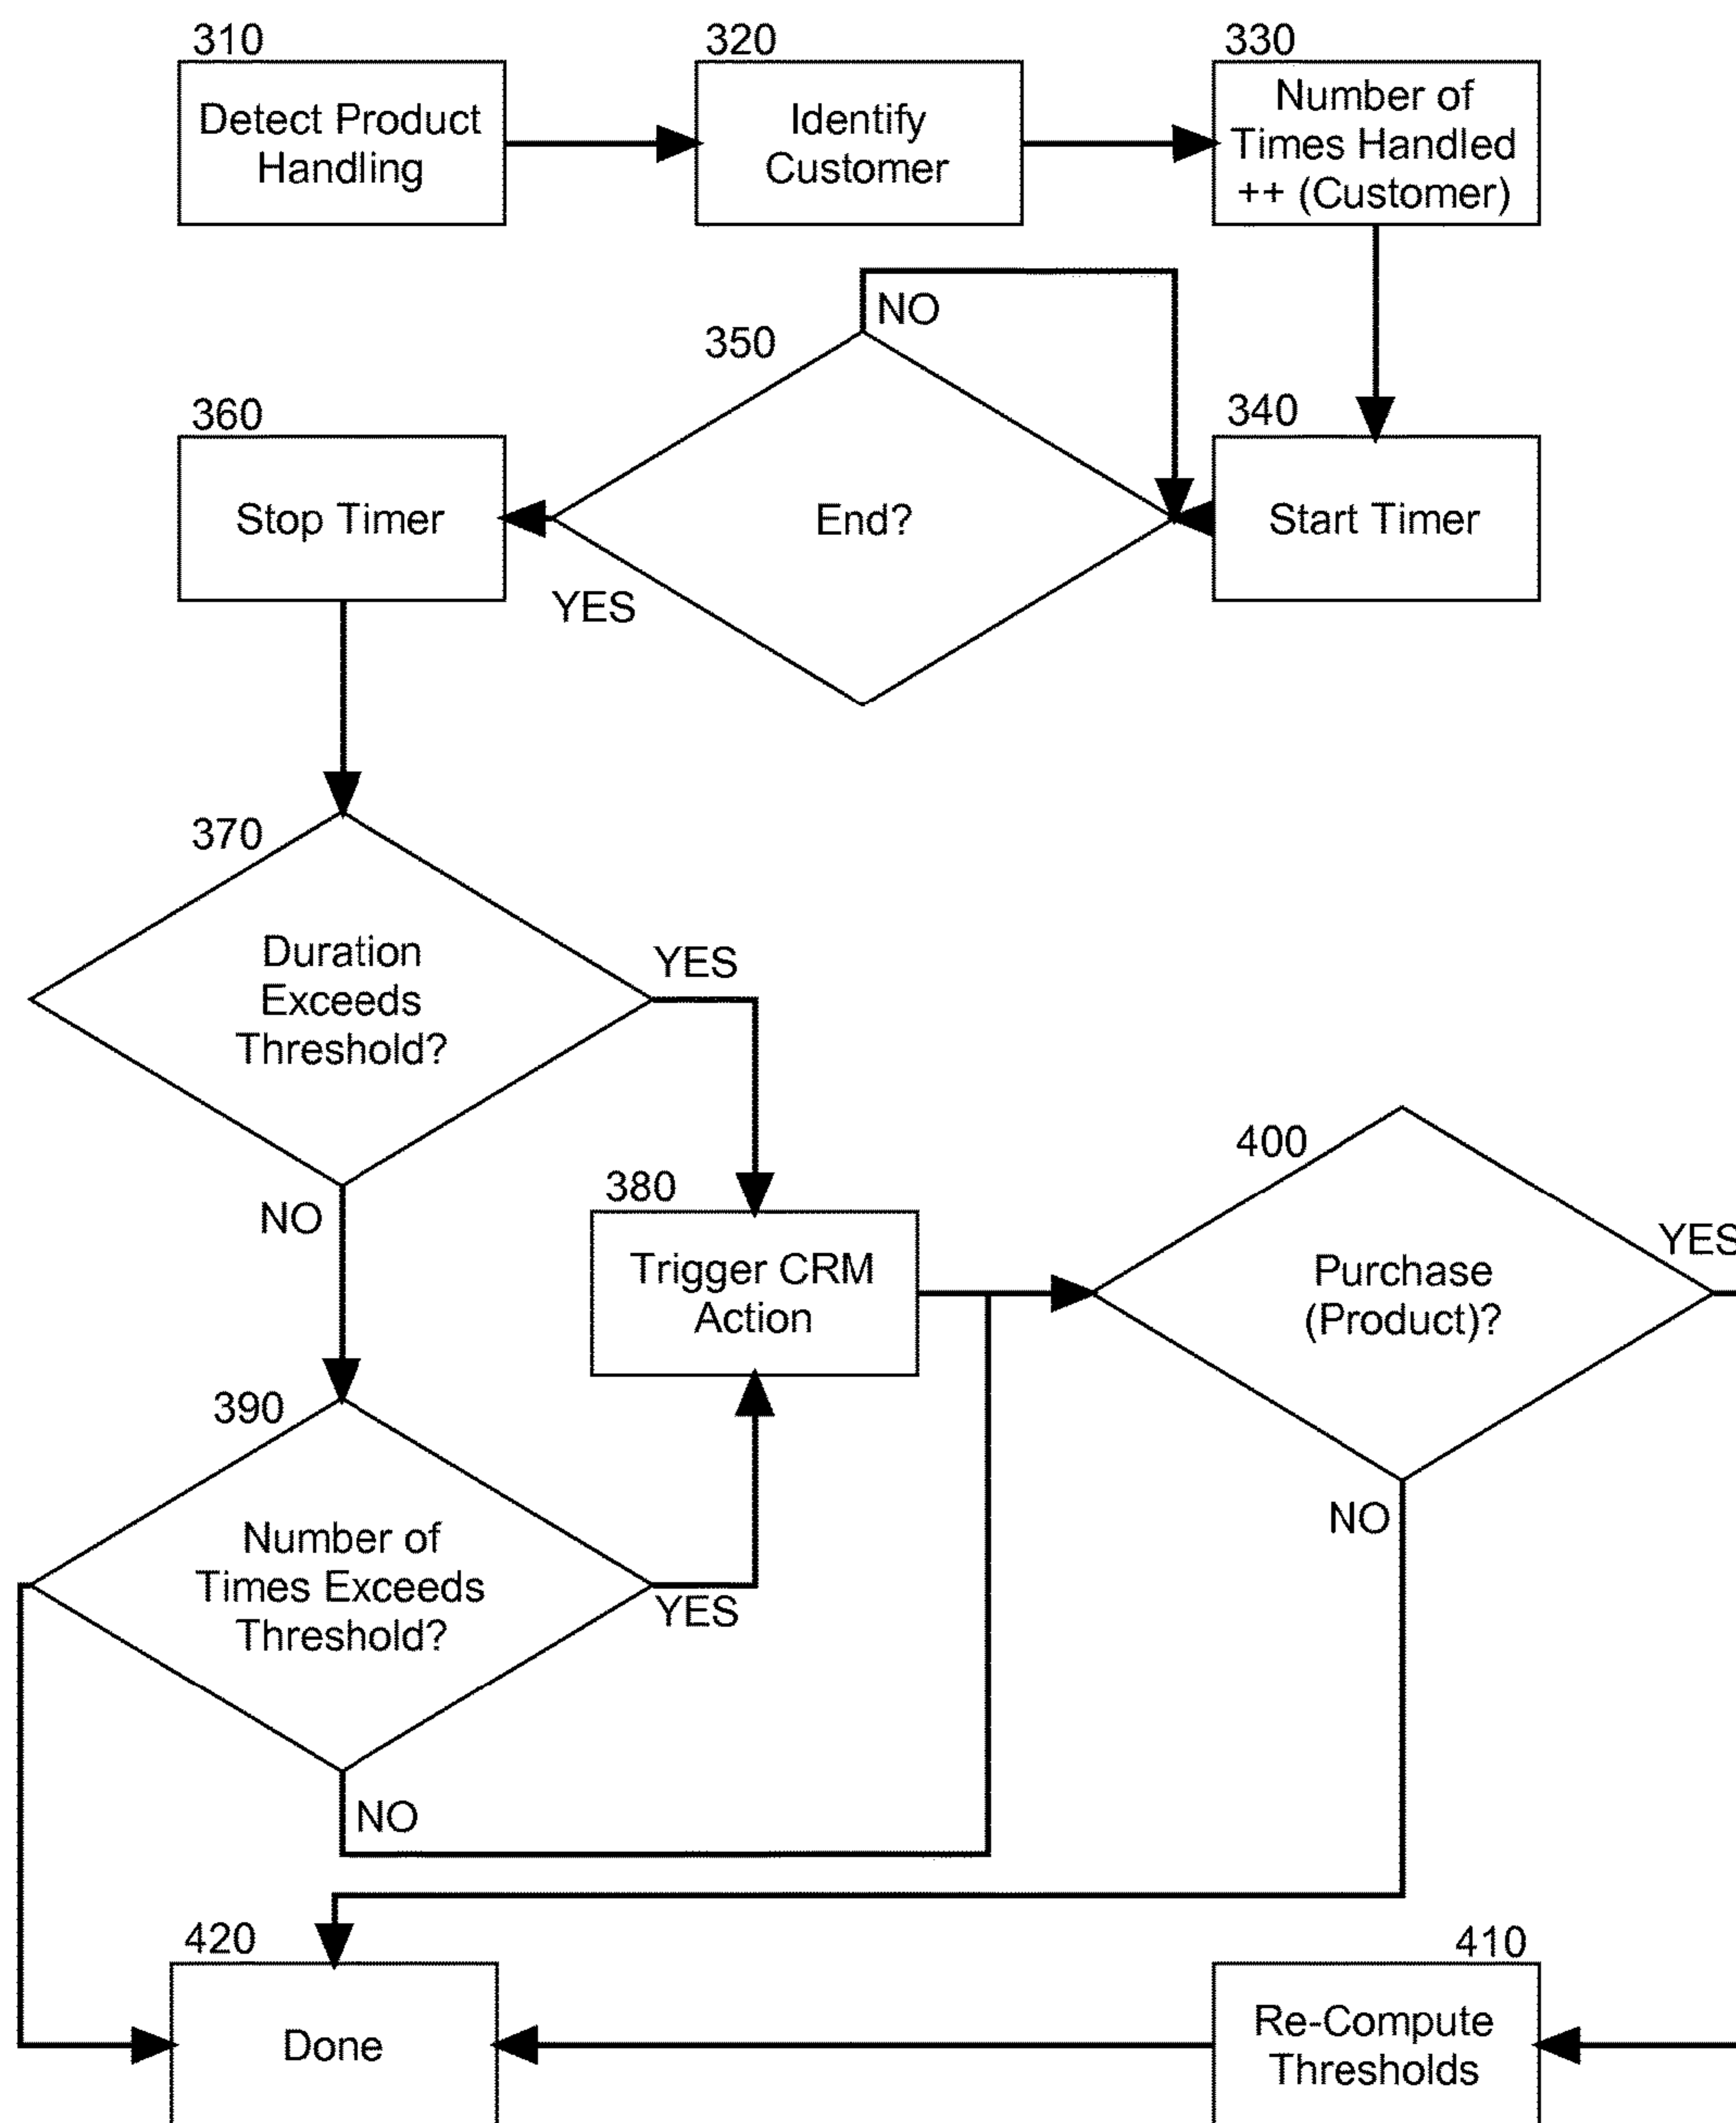 310
Detect Product
Handling
320
Identify
Customer
330
Number of
Times Handled
++ (Customer)
NO
350
End?
YES
340
Start Timer
360
Stop Timer
370
Duration
Exceeds
Threshold?
YES
NO
380
Trigger CRM
Action
390
Number of
Times Exceeds
Threshold?
YES
NO
400
Purchase
(Product)?
YES
NO
410
Re-Compute
Thresholds
420
Done